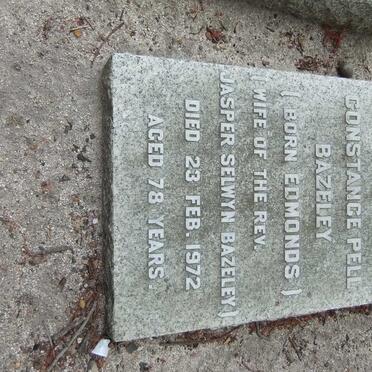 CONSTANCE PELL
BAZELEY
( BORN EDMONDS )
( WIFE OF THE REV.
JASPER SELWYN BAZELEY )
DIED 23 FEB 1972.
AGED 78 YEARS.